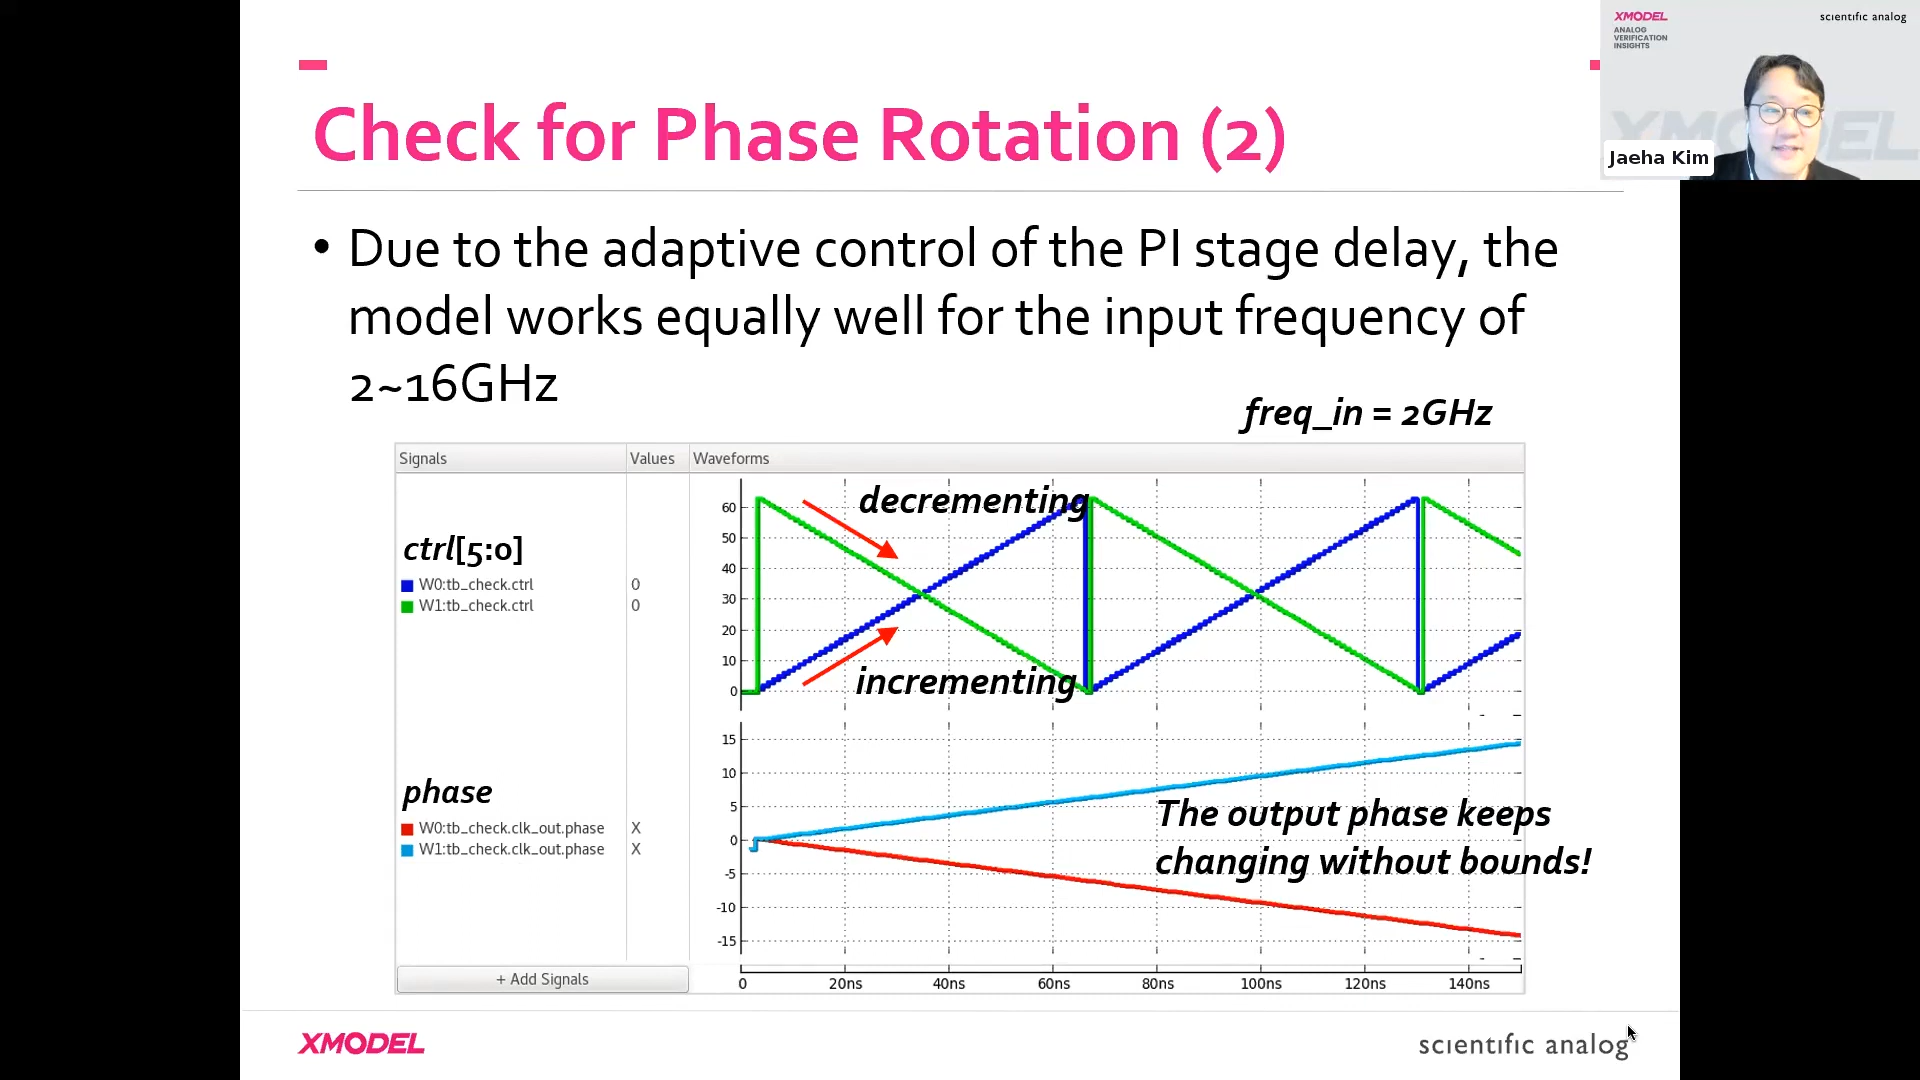 XMODEL
scientific analog
ANALOG
VERIFICATION
INSIGHTS
XMODEL
Jaeha Kim
Check for Phase Rotation (2)
• Due to the adaptive control of the PI stage delay, the
model works equally well for the input frequency of
2~16GHz
freq_in = 2GHz
Signals Values Waveforms
decrementing
ctrl[5:0]
W0:tb_check.ctrl 0
W1:tb_check.ctrl 0
60
50
40
30
20
10
0
incrementing
phase
W0:tb_check.clk_out.phase X
W1:tb_check.clk_out.phase X
15
10
5
0
-5
-10
-15
The output phase keeps
changing without bounds!
+ Add Signals
0 20ns 40ns 60ns 80ns 100ns 120ns 140ns
XMODEL
scientific analog